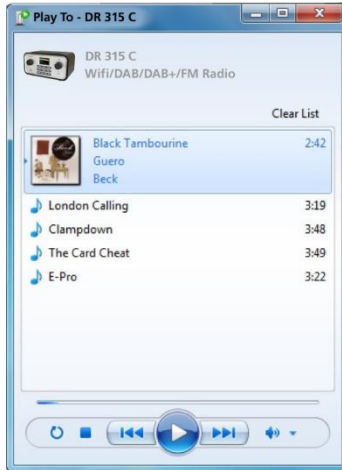 Play To - DR 315 C
DR 315 C
Wifi/DAB/DAB+/FM Radio
Clear List
Black Tambourine 2:42
Guero
Beck
London Calling 3:19
Clampdown 3:48
The Card Cheat 3:49
E-Pro 3:22